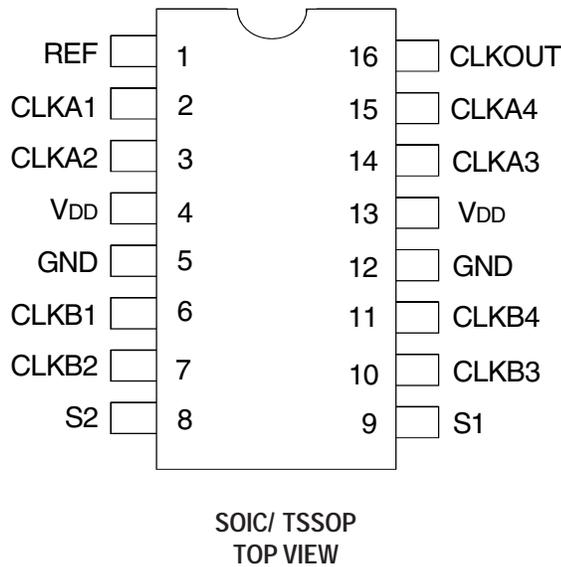 REF 1 16 CLKOUT
CLKA1 2 15 CLKA4
CLKA2 3 14 CLKA3
VDD 4 13 VDD
GND 5 12 GND
CLKB1 6 11 CLKB4
CLKB2 7 10 CLKB3
S2 8 9 S1
SOIC/ TSSOP
TOP VIEW